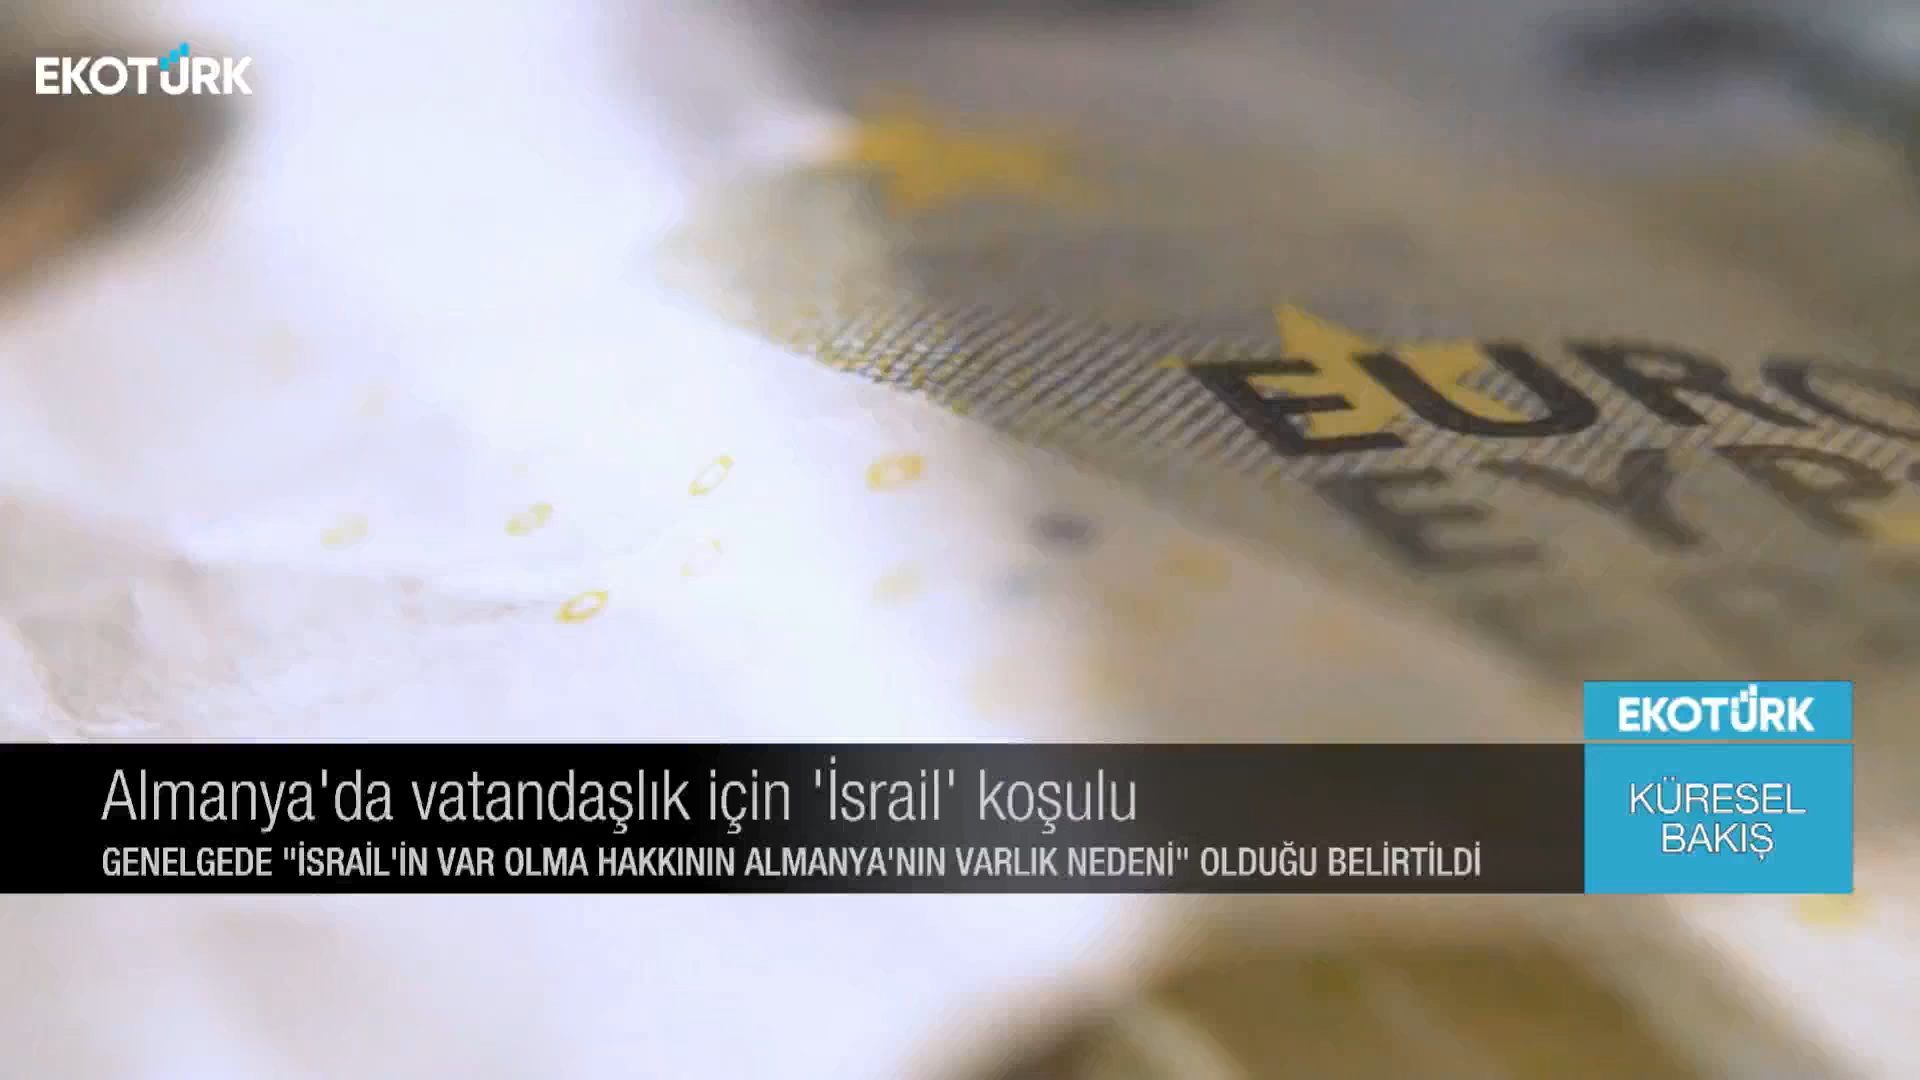 EKOTÜRK
EURO
EYP
EKOTÜRK
Almanya'da vatandaşlık için 'İsrail' koşulu
GENELGEDE "İSRAİL'İN VAR OLMA HAKKININ ALMANYA'NIN VARLIK NEDENİ" OLDUĞU BELİRTİLDİ
KÜRESEL
BAKIŞ